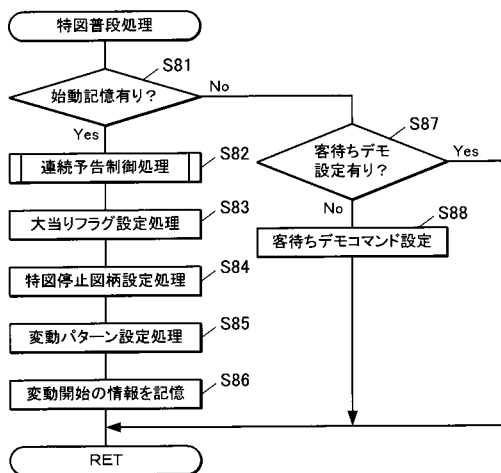 特図普段処理
S81
始動記憶有り？
No
Yes
S82
連続予告制御処理
S83
大当りフラグ設定処理
S84
特図停止図柄設定処理
S85
変動パターン設定処理
S86
変動開始の情報を記憶
RET
S87
客待ちデモ
設定有り？
Yes
No
S88
客待ちデモコマンド設定